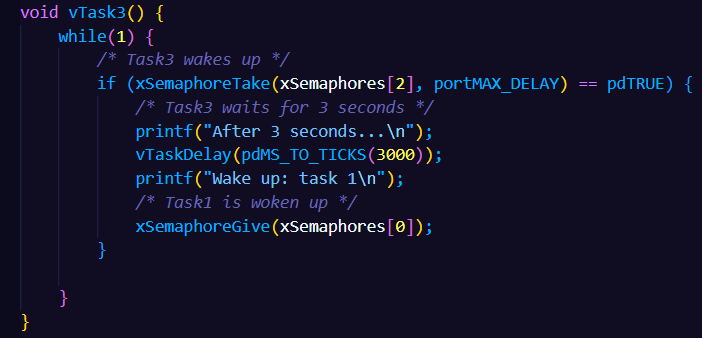 void vTask3() {
    while(1) {
        /* Task3 wakes up */
        if (xSemaphoreTake(xSemaphores[2], portMAX_DELAY) == pdTRUE) {
            /* Task3 waits for 3 seconds */
            printf("After 3 seconds...\n");
            vTaskDelay(pdMS_TO_TICKS(3000));
            printf("Wake up: task 1\n");
            /* Task1 is woken up */
            xSemaphoreGive(xSemaphores[0]);
        }
    }
}